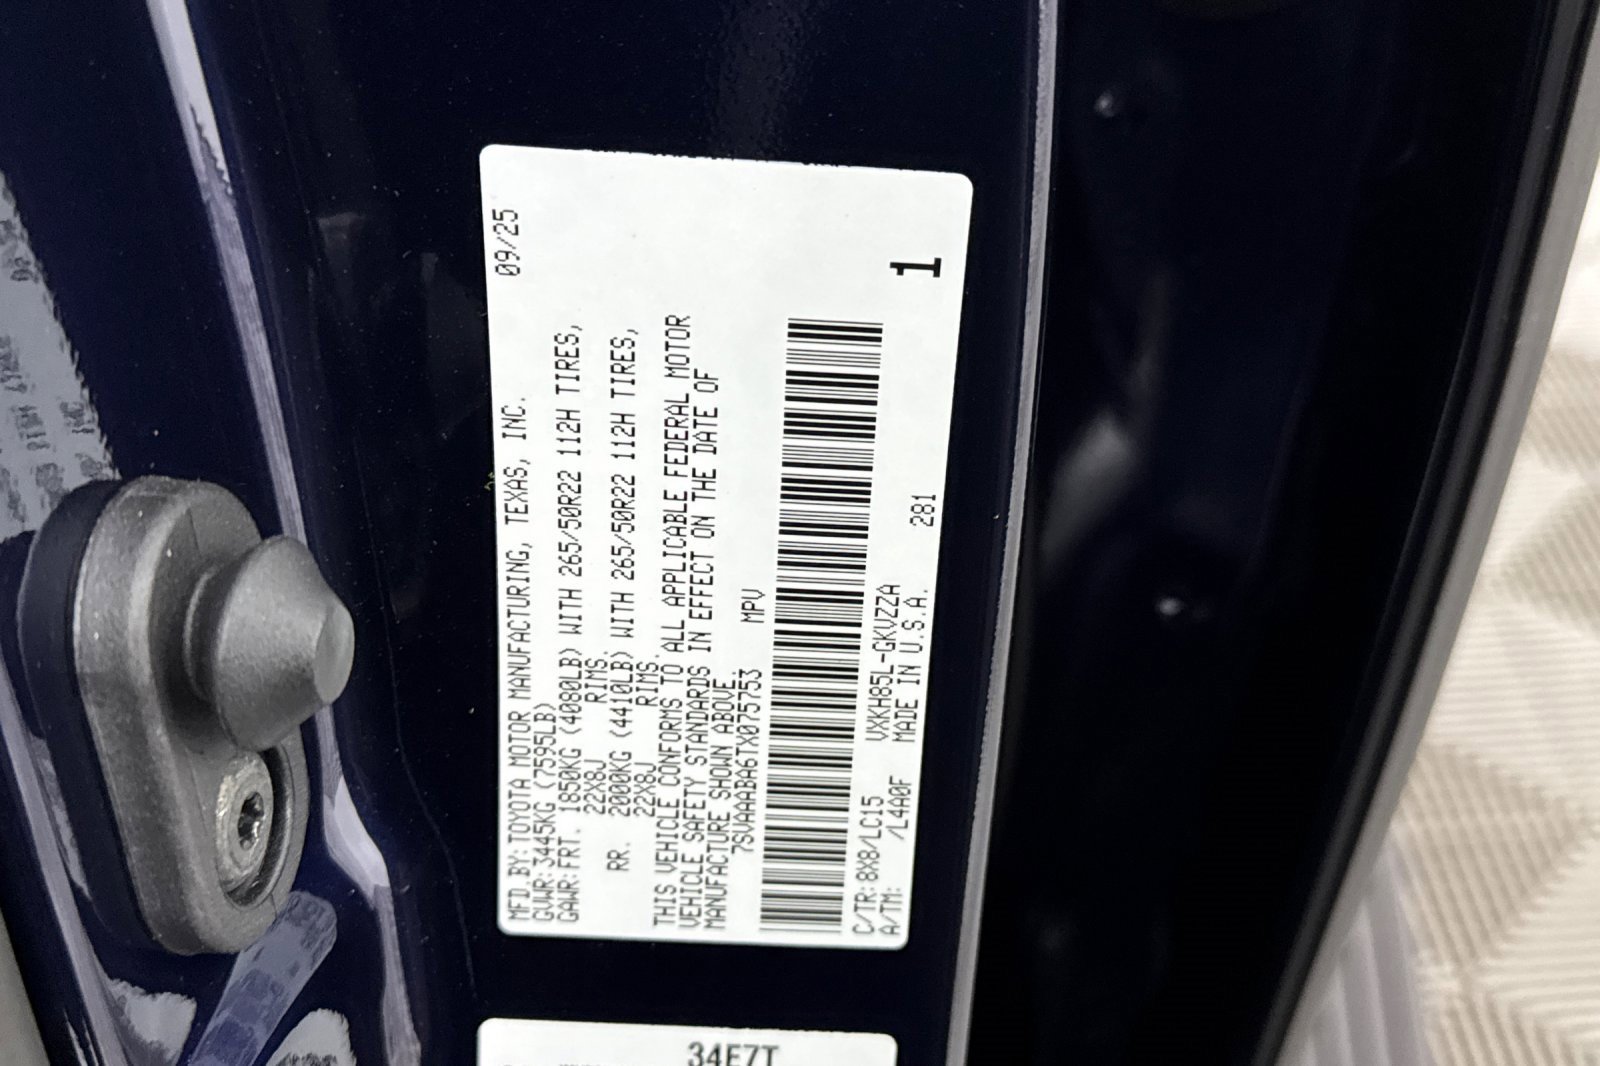 MFD.BY:TOYOTA MOTOR MANUFACTURING, TEXAS, INC. 09/25
GVWR:3445KG(7595LB)
GAWR:FRT. 1850KG (4080LB) WITH 265/50R22 112H TIRES,
22X8J RIMS.
RR. 2000KG (4410LB) WITH 265/50R22 112H TIRES,
22X8J RIMS.
THIS VEHICLE CONFORMS TO ALL APPLICABLE FEDERAL MOTOR
VEHICLE SAFETY STANDARDS IN EFFECT ON THE DATE OF
MANUFACTURE SHOWN ABOVE.
7SVAAABA6TX075753 MPV
C/TR:8X8/LC15 VXKH85L-GKVZZA
A/TM: /L4A0F MADE IN U.S.A. 281
1
34E7T